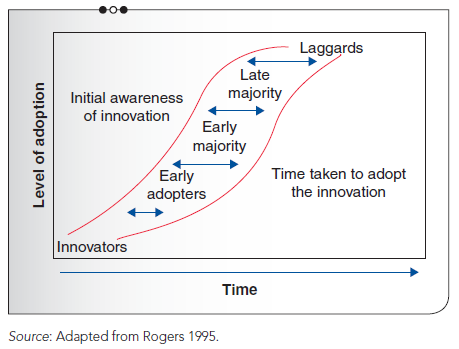 Level of adoption
Initial awareness
of innovation
Laggards
Late
majority
Early
majority
Early
adopters
Time taken to adopt
the innovation
Innovators
Time
Source: Adapted from Rogers 1995.